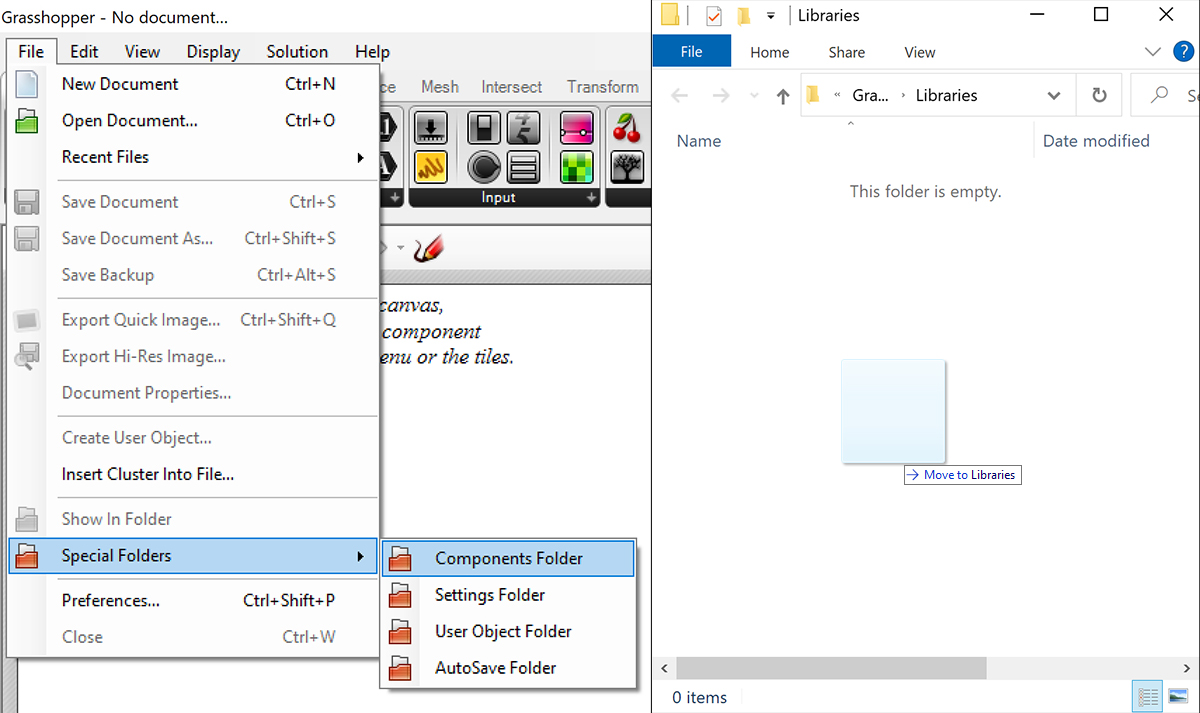 Grasshopper - No document...
File Edit View Display Solution Help
Mesh Intersect Transform
New Document Ctrl+N
Open Document... Ctrl+O
Recent Files
Input
Save Document Ctrl+S
Save Document As... Ctrl+Shift+S
Save Backup Ctrl+Alt+S
canvas,
Export Quick Image... Ctrl+Shift+Q
component
Export Hi-Res Image...
enu or the tiles.
Document Properties...
Create User Object...
Insert Cluster Into File...
Show In Folder
Special Folders
Components Folder
Settings Folder
Preferences... Ctrl+Shift+P
User Object Folder
Close Ctrl+W
AutoSave Folder
Libraries
File Home Share View
« Gra... › Libraries
Name Date modified
This folder is empty.
Move to Libraries
0 items